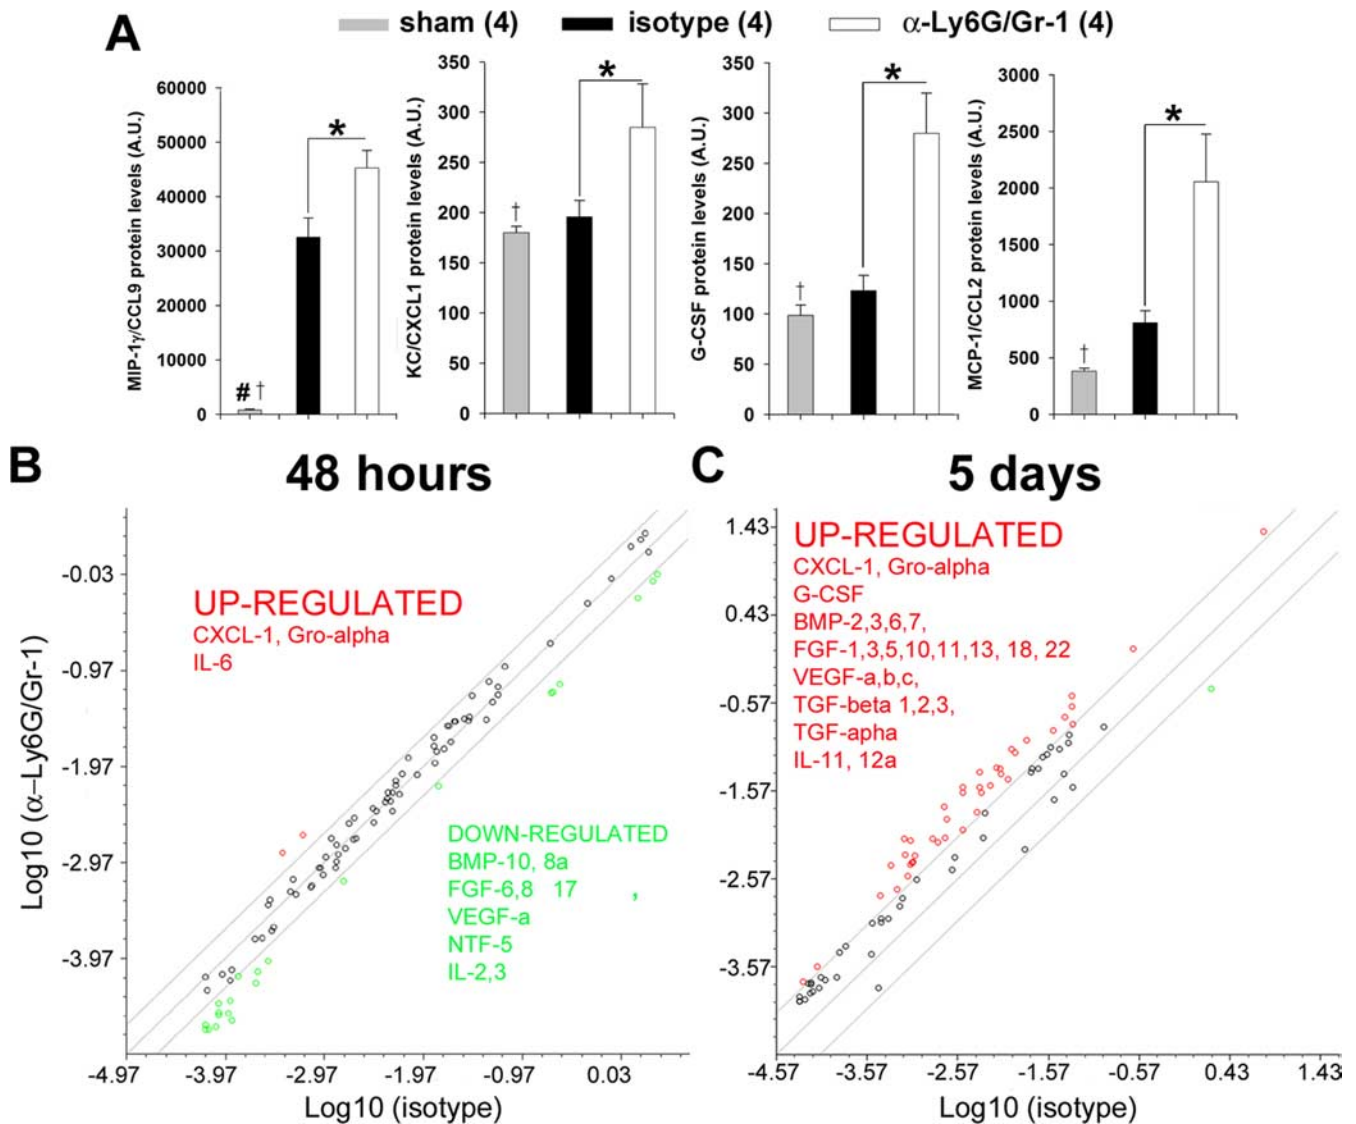 A
sham (4) isotype (4) α-Ly6G/Gr-1 (4)
MIP-1γ/CCL9 protein levels (A.U.)
60000
50000
40000
30000
20000
10000
0
# †
*
KC/CXCL1 protein levels (A.U.)
350
300
250
200
150
100
50
0
†
*
G-CSF protein levels (A.U.)
350
300
250
200
150
100
50
0
†
*
MCP-1/CCL2 protein levels (A.U.)
3000
2500
2000
1500
1000
500
0
†
*
B
48 hours
Log10 (α–Ly6G/Gr-1)
-0.03
-0.97
-1.97
-2.97
-3.97
UP-REGULATED
CXCL-1, Gro-alpha
IL-6
DOWN-REGULATED
BMP-10, 8a
FGF-6,8 17 ,
VEGF-a
NTF-5
IL-2,3
-4.97 -3.97 -2.97 -1.97 -0.97 0.03
Log10 (isotype)
C
5 days
1.43
0.43
-0.57
-1.57
-2.57
-3.57
UP-REGULATED
CXCL-1, Gro-alpha
G-CSF
BMP-2,3,6,7,
FGF-1,3,5,10,11,13, 18, 22
VEGF-a,b,c,
TGF-beta 1,2,3,
TGF-apha
IL-11, 12a
-4.57 -3.57 -2.57 -1.57 -0.57 0.43 1.43
Log10 (isotype)